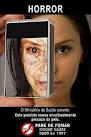 HORROR
O Ministério da Saúde adverte:
Este produto causa envelhecimento
precoce da pele.
PARE DE FUMAR
DISQUE SAÚDE
0800 61 1997